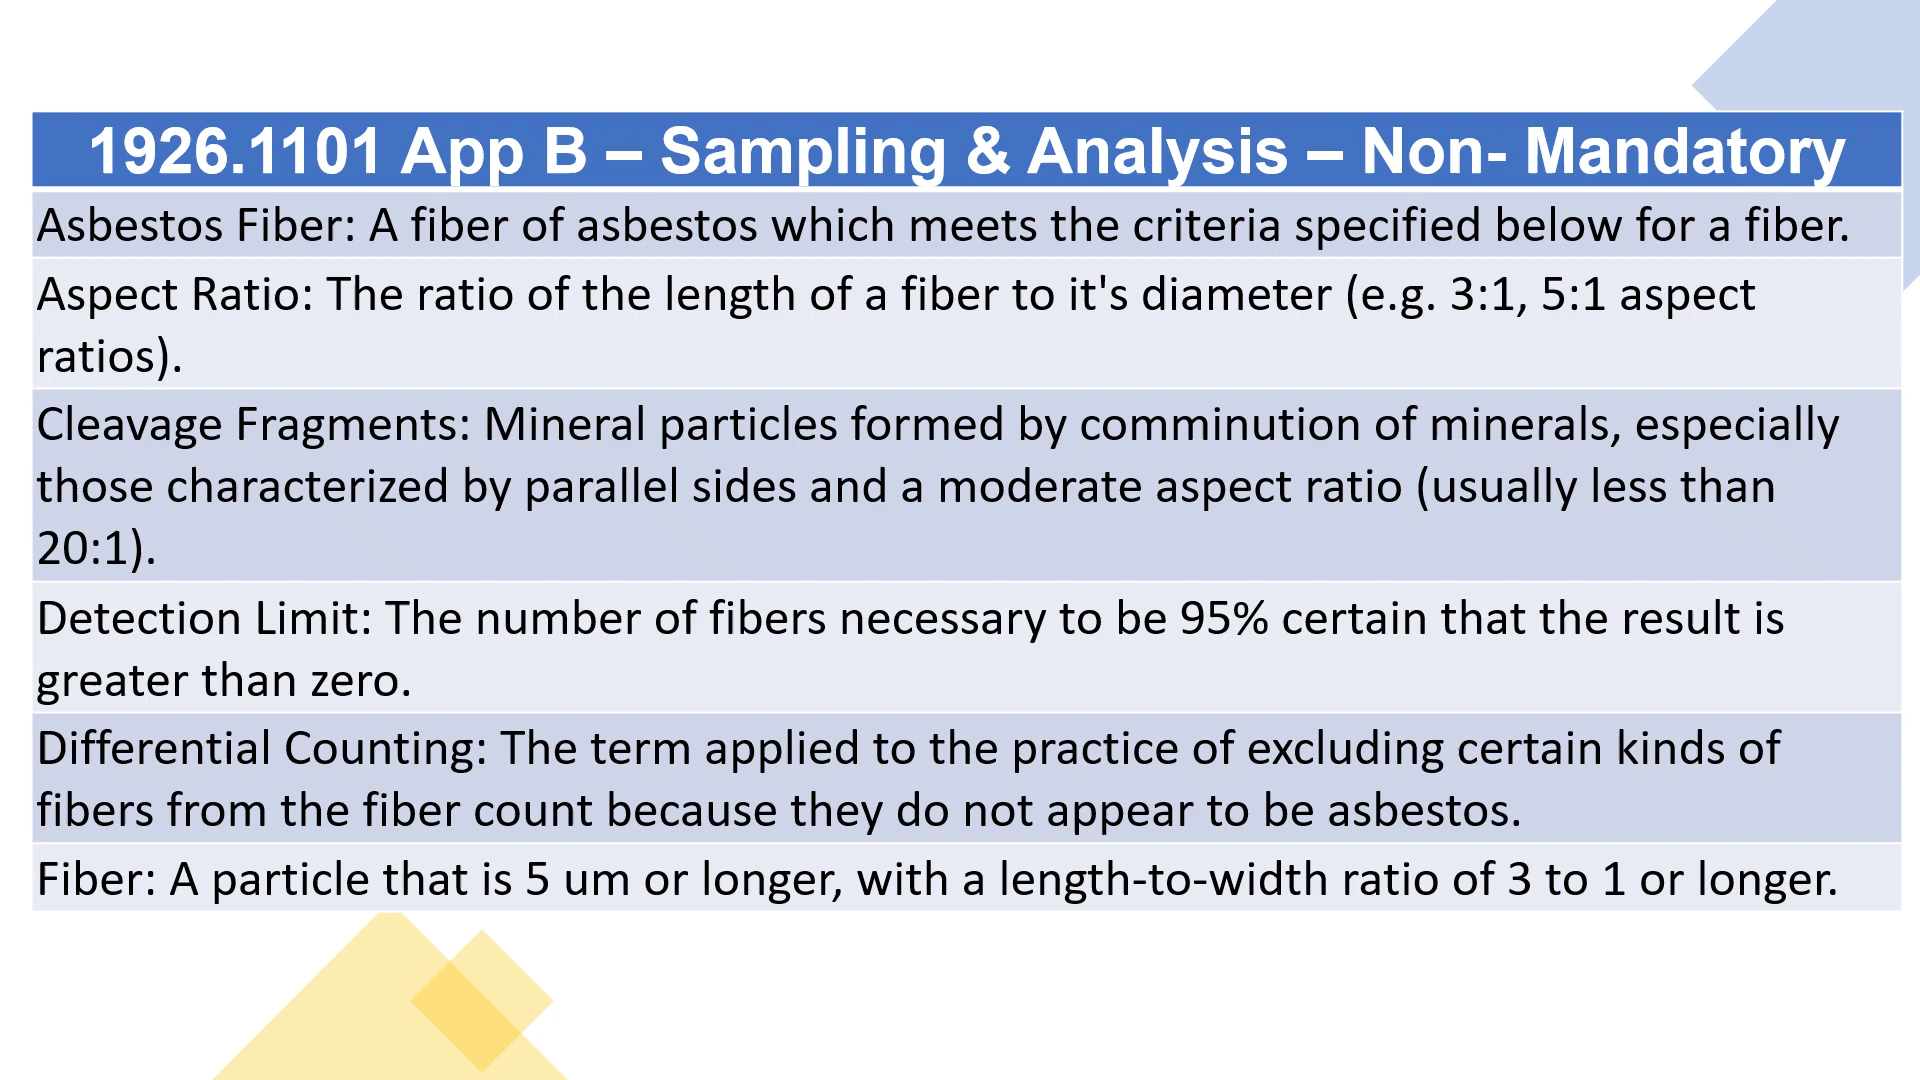 1926.1101 App B – Sampling & Analysis – Non- Mandatory
Asbestos Fiber: A fiber of asbestos which meets the criteria specified below for a fiber.
Aspect Ratio: The ratio of the length of a fiber to it's diameter (e.g. 3:1, 5:1 aspect
ratios).
Cleavage Fragments: Mineral particles formed by comminution of minerals, especially
those characterized by parallel sides and a moderate aspect ratio (usually less than
20:1).
Detection Limit: The number of fibers necessary to be 95% certain that the result is
greater than zero.
Differential Counting: The term applied to the practice of excluding certain kinds of
fibers from the fiber count because they do not appear to be asbestos.
Fiber: A particle that is 5 um or longer, with a length-to-width ratio of 3 to 1 or longer.